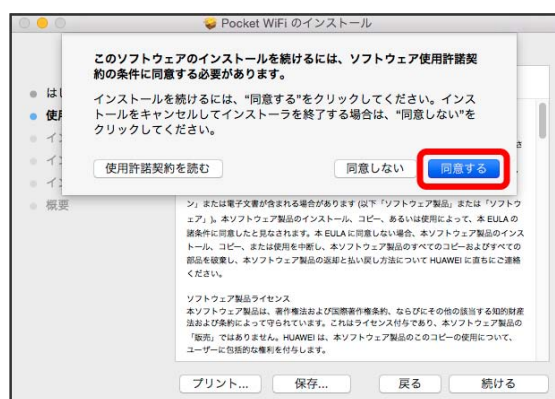 Pocket WiFi のインストール
このソフトウェアのインストールを続けるには、ソフトウェア使用許諾契
約の条件に同意する必要があります。
インストールを続けるには、“同意する”をクリックしてください。インス
トールをキャンセルしてインストーラを終了する場合は、“同意しない”を
クリックしてください。
使用許諾契約を読む
同意しない
同意する
概要
ン」または電子文書が含まれる場合があります (以下「ソフトウェア製品」または「ソフトウ
ェア」)。本ソフトウェア製品のインストール、コピー、あるいは使用によって、本 EULA の
諸条件に同意したと見なされます。本 EULA に同意しない場合、本ソフトウェア製品のインス
トール、コピー、または使用を中断し、本ソフトウェア製品のすべてのコピーおよびすべての
部品を破棄し、本ソフトウェア製品の返却と払い戻し方法について HUAWEI に直ちにご連絡
ください。
ソフトウェア製品ライセンス
本ソフトウェア製品は、著作権法および国際著作権条約、ならびにその他の該当する知的財産
法および条約によって守られています。これはライセンス付与であり、本ソフトウェア製品の
「販売」ではありません。HUAWEI は、本ソフトウェア製品のこのコピーの使用について、
ユーザーに包括的な権利を付与します。
プリント...
保存...
戻る
続ける